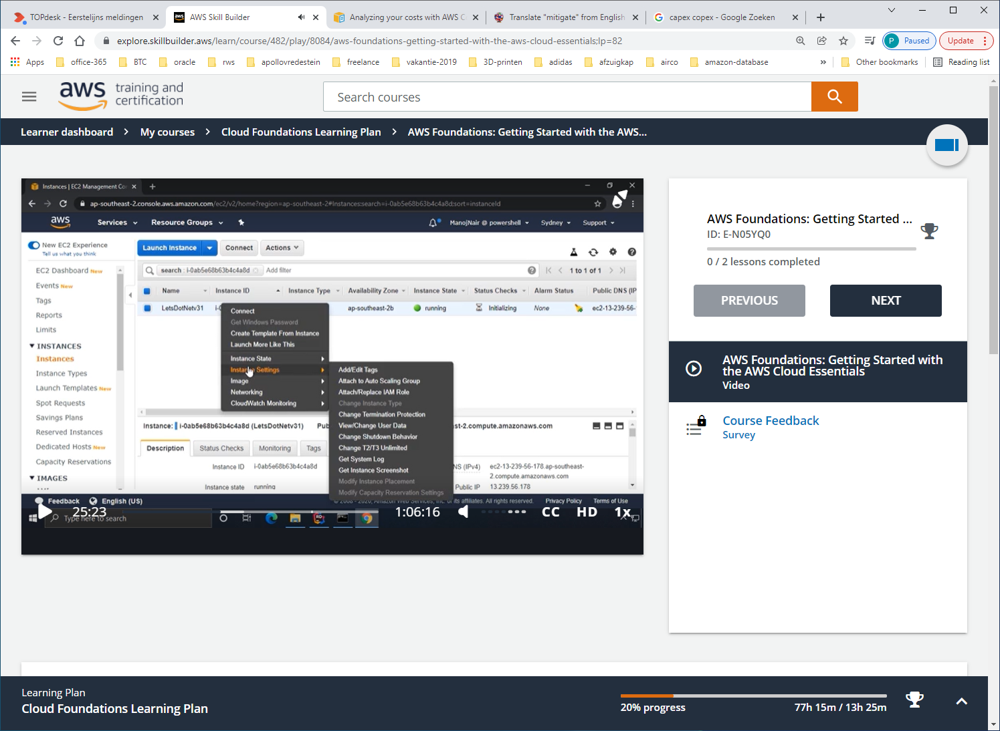 TOPdesk - Eerstelijns meldingen
AWS Skill Builder
Analyzing your costs with AWS C
Translate "mitigate" from English
capex copex - Google Zoeken
explore.skillbuilder.aws/learn/course/482/play/8084/aws-foundations-getting-started-with-the-aws-cloud-essentials;lp=82
P Paused
Update
Apps office-365 BTC oracle rws apollovredestein freelance vakantie-2019 3D-printen adidas afzuigkap airco amazon-database » Other bookmarks Reading list
aws training and certification
Search courses
Learner dashboard > My courses > Cloud Foundations Learning Plan > AWS Foundations: Getting Started with the AWS...
Instances | EC2 Management Co
ap-southeast-2.console.aws.amazon.com/ec2/v2/home?region=ap-southeast-2#Instances:search=i-0ab5e68b63b4c4a8d;sort=instanceId
aws Services Resource Groups ManojNair @ powershell Sydney Support
New EC2 Experience
Tell us what you think
EC2 Dashboard New
Events New
Tags
Reports
Limits
INSTANCES
Instances
Instance Types
Launch Templates New
Spot Requests
Savings Plans
Reserved Instances
Dedicated Hosts New
Capacity Reservations
IMAGES
Launch Instance Connect Actions
search : i-0ab5e68b63b4c4a8d Add filter 1 to 1 of 1
Name Instance ID Instance Type Availability Zone Instance State Status Checks Alarm Status Public DNS (IP
LetsDotNetv31 i-0 ap-southeast-2b running Initializing None ec2-13-239-56-
Connect
Get Windows Password
Create Template From Instance
Launch More Like This
Instance State
Instance Settings
Image
Networking
CloudWatch Monitoring
Add/Edit Tags
Attach to Auto Scaling Group
Attach/Replace IAM Role
Change Instance Type
Change Termination Protection
View/Change User Data
Change Shutdown Behavior
Change T2/T3 Unlimited
Get System Log
Get Instance Screenshot
Modify Instance Placement
Modify Capacity Reservation Settings
Instance: i-0ab5e68b63b4c4a8d (LetsDotNetv31) Pub st-2.compute.amazonaws.com
Description Status Checks Monitoring Tags
Instance ID i-0ab5e68b63b4c4a8d NS (IPv4) ec2-13-239-56-178.ap-southeast-
2.compute.amazonaws.com
Instance state running Public IP 13.239.56.178
Feedback English (US) © 2008 - 2020, Amazon Web Services, Inc. or its affiliates. All rights reserved. Privacy Policy Terms of Use
Type here to search
25:23 1:06:16 CC HD 1x
AWS Foundations: Getting Started ...
ID: E-N05YQ0
0 / 2 lessons completed
PREVIOUS NEXT
AWS Foundations: Getting Started with
the AWS Cloud Essentials
Video
Course Feedback
Survey
Learning Plan
Cloud Foundations Learning Plan
20% progress 77h 15m / 13h 25m